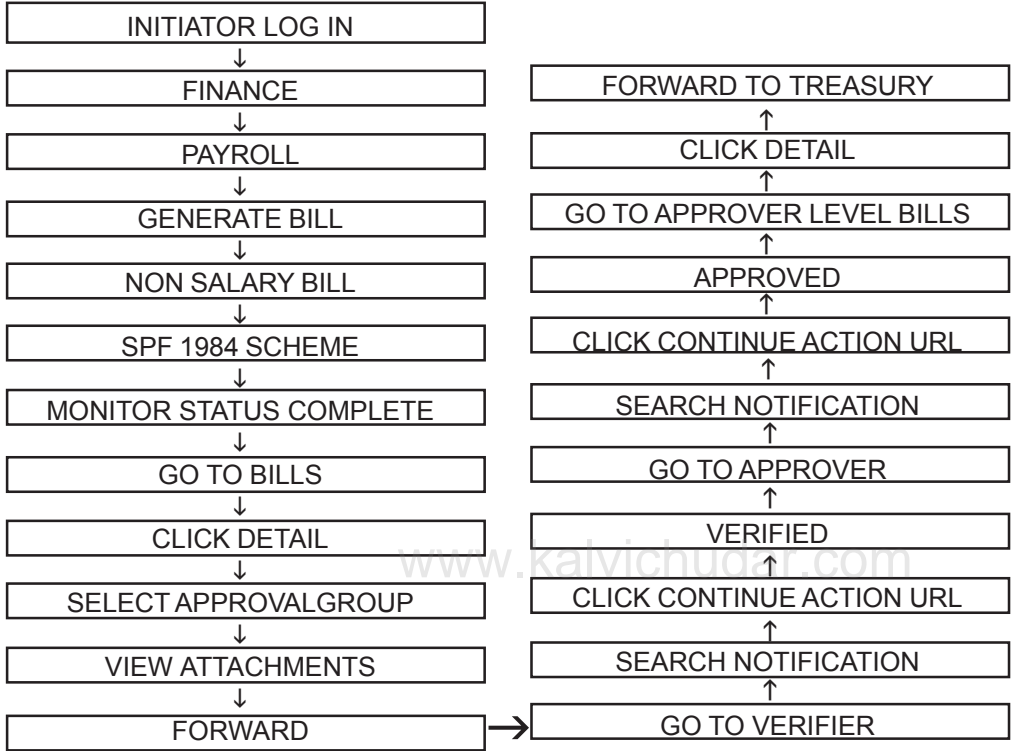 INITIATOR LOG IN
FINANCE
PAYROLL
GENERATE BILL
NON SALARY BILL
SPF 1984 SCHEME
MONITOR STATUS COMPLETE
GO TO BILLS
CLICK DETAIL
SELECT APPROVALGROUP
VIEW ATTACHMENTS
FORWARD
GO TO VERIFIER
SEARCH NOTIFICATION
CLICK CONTINUE ACTION URL
VERIFIED
GO TO APPROVER
SEARCH NOTIFICATION
CLICK CONTINUE ACTION URL
APPROVED
GO TO APPROVER LEVEL BILLS
CLICK DETAIL
FORWARD TO TREASURY
www.kalvichudar.com